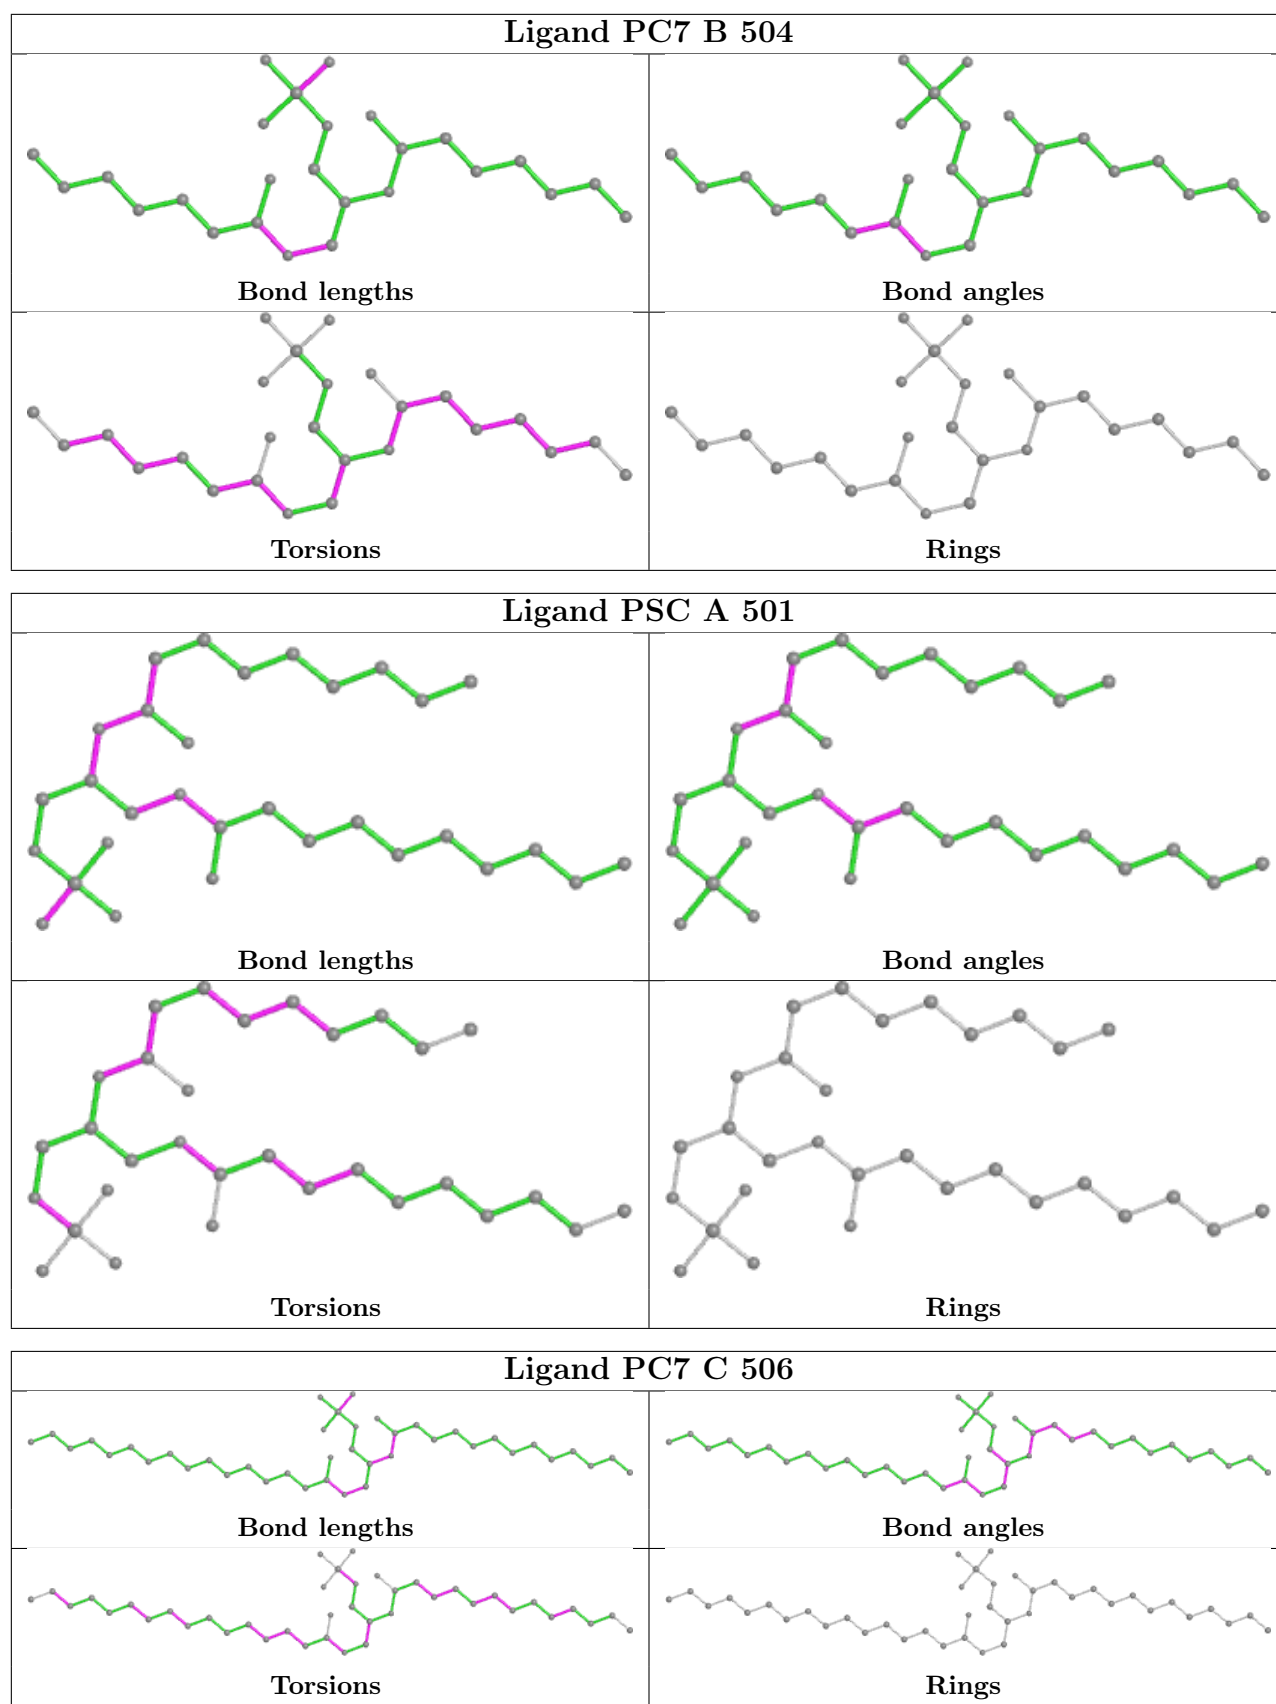 Ligand PC7 B 504
Bond lengths
Bond angles
Torsions
Rings
Ligand PSC A 501
Bond lengths
Bond angles
Torsions
Rings
Ligand PC7 C 506
Bond lengths
Bond angles
Torsions
Rings